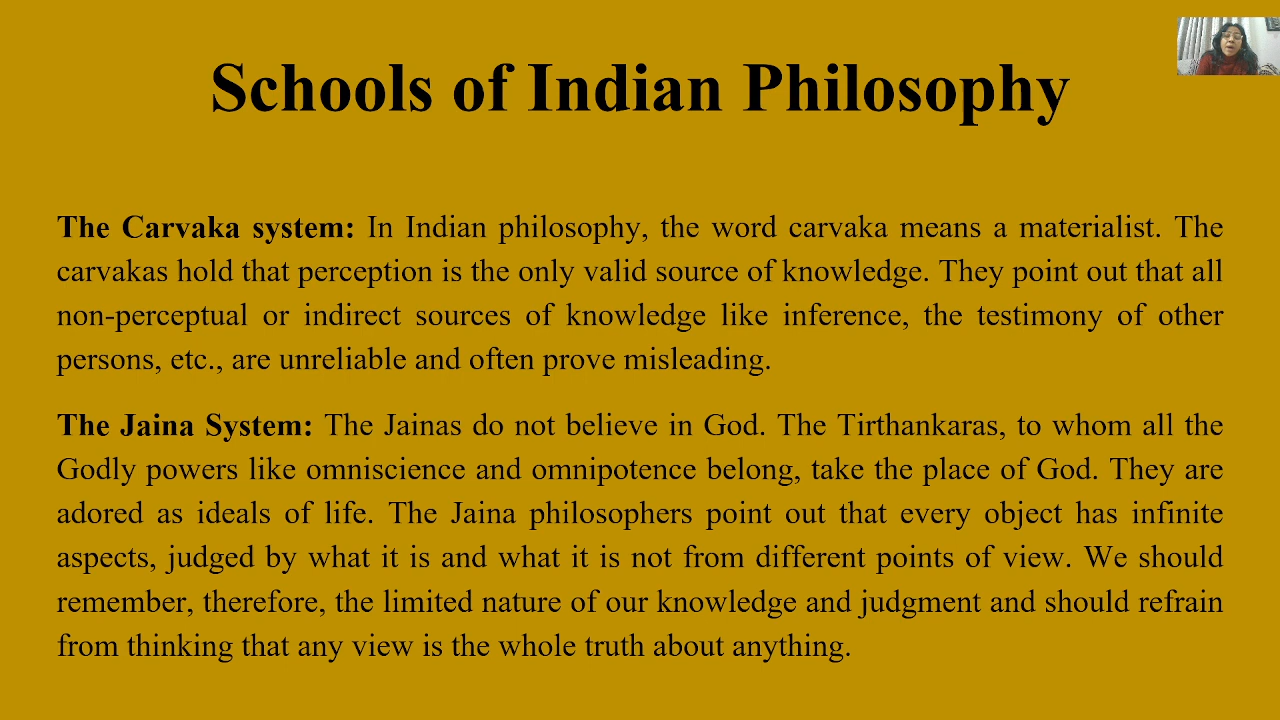 Schools of Indian Philosophy
The Carvaka system: In Indian philosophy, the word carvaka means a materialist. The
carvakas hold that perception is the only valid source of knowledge. They point out that all
non-perceptual or indirect sources of knowledge like inference, the testimony of other
persons, etc., are unreliable and often prove misleading.
The Jaina System: The Jainas do not believe in God. The Tirthankaras, to whom all the
Godly powers like omniscience and omnipotence belong, take the place of God. They are
adored as ideals of life. The Jaina philosophers point out that every object has infinite
aspects, judged by what it is and what it is not from different points of view. We should
remember, therefore, the limited nature of our knowledge and judgment and should refrain
from thinking that any view is the whole truth about anything.